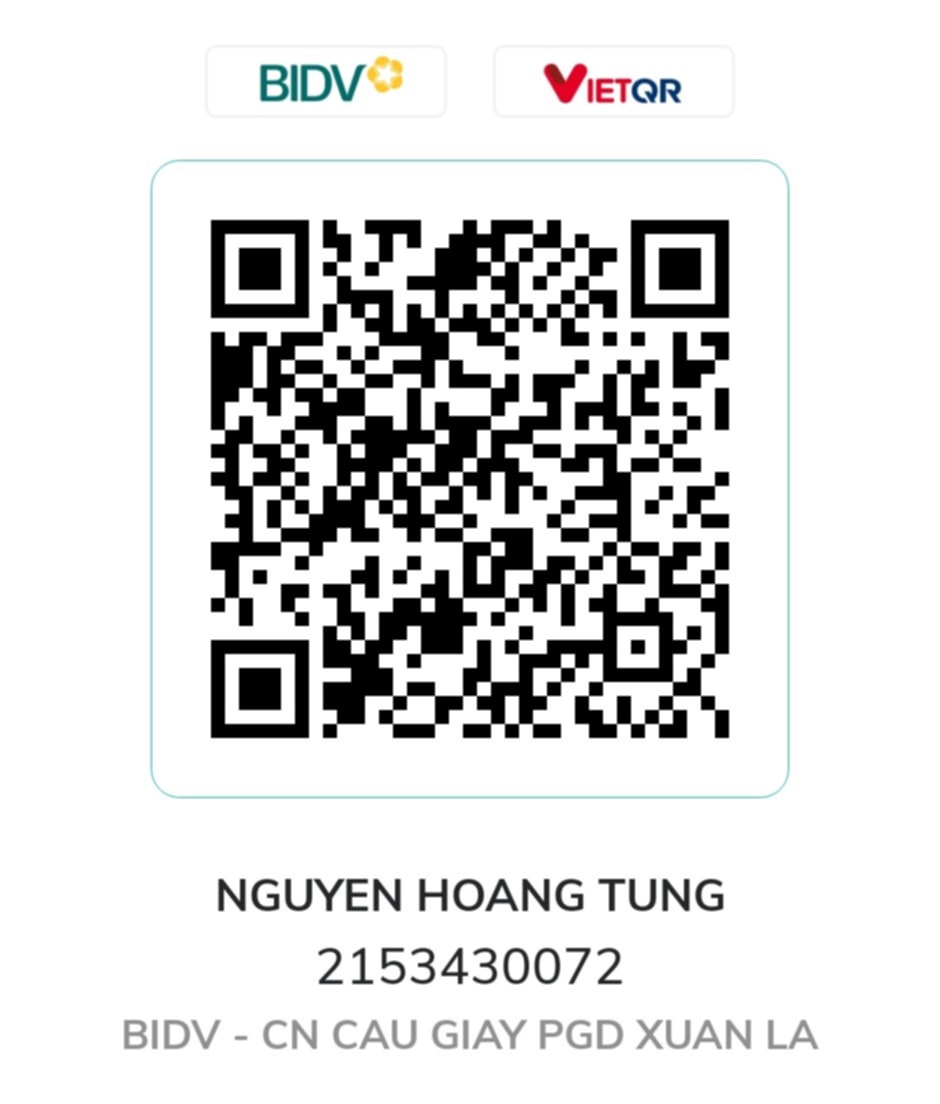 BIDV
VIETQR
NGUYEN HOANG TUNG
2153430072
BIDV - CN CAU GIAY PGD XUAN LA